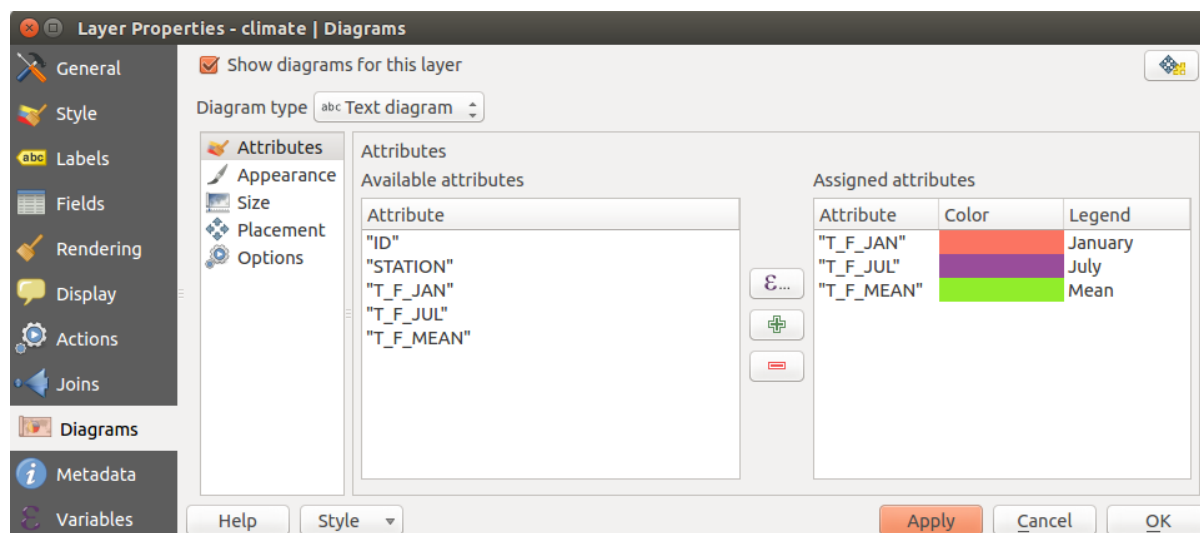 Layer Properties - climate | Diagrams
General
Style
abc Labels
Fields
Rendering
Display
Actions
Joins
Diagrams
Metadata
Variables
Show diagrams for this layer
Diagram type abc Text diagram
Attributes
Appearance
Size
Placement
Options
Attributes
Available attributes
Attribute
"ID"
"STATION"
"T_F_JAN"
"T_F_JUL"
"T_F_MEAN"
ε...
Assigned attributes
Attribute Color Legend
"T_F_JAN" January
"T_F_JUL" July
"T_F_MEAN" Mean
Help Style Apply Cancel OK